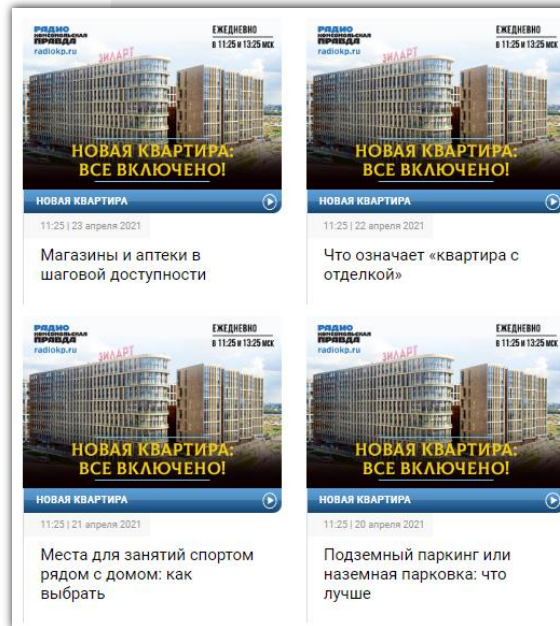 РАДИО
КОМСОМОЛЬСКАЯ
ПРАВДА
radiokp.ru
ЕЖЕДНЕВНО
В 11:25 И 13:25 МСК
ЗИЛАРТ
НОВАЯ КВАРТИРА:
ВСЕ ВКЛЮЧЕНО!
НОВАЯ КВАРТИРА
11:25 | 23 апреля 2021
Магазины и аптеки в
шаговой доступности
РАДИО
КОМСОМОЛЬСКАЯ
ПРАВДА
radiokp.ru
ЕЖЕДНЕВНО
В 11:25 И 13:25 МСК
ЗИЛАРТ
НОВАЯ КВАРТИРА:
ВСЕ ВКЛЮЧЕНО!
НОВАЯ КВАРТИРА
11:25 | 22 апреля 2021
Что означает «квартира с
отделкой»
РАДИО
КОМСОМОЛЬСКАЯ
ПРАВДА
radiokp.ru
ЕЖЕДНЕВНО
В 11:25 И 13:25 МСК
ЗИЛАРТ
НОВАЯ КВАРТИРА:
ВСЕ ВКЛЮЧЕНО!
НОВАЯ КВАРТИРА
11:25 | 21 апреля 2021
Места для занятий спортом
рядом с домом: как
выбрать
РАДИО
КОМСОМОЛЬСКАЯ
ПРАВДА
radiokp.ru
ЕЖЕДНЕВНО
В 11:25 И 13:25 МСК
ЗИЛАРТ
НОВАЯ КВАРТИРА:
ВСЕ ВКЛЮЧЕНО!
НОВАЯ КВАРТИРА
11:25 | 20 апреля 2021
Подземный паркинг или
наземная парковка: что
лучше